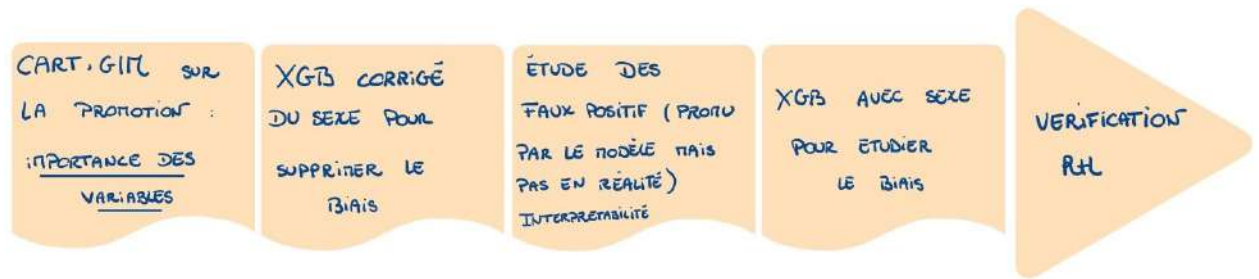 CART, GLM SUR
LA PROMOTION :
IMPORTANCE DES
VARIABLES
XGB CORRIGÉ
DU SEXE POUR
SUPPRIMER LE
BIAIS
ÉTUDE DES
FAUX POSITIF (PROMU
PAR LE MODÈLE MAIS
PAS EN RÉALITÉ)
INTERPRETABILITÉ
XGB AVEC SEXE
POUR ETUDIER
LE BIAIS
VERIFICATION
RH